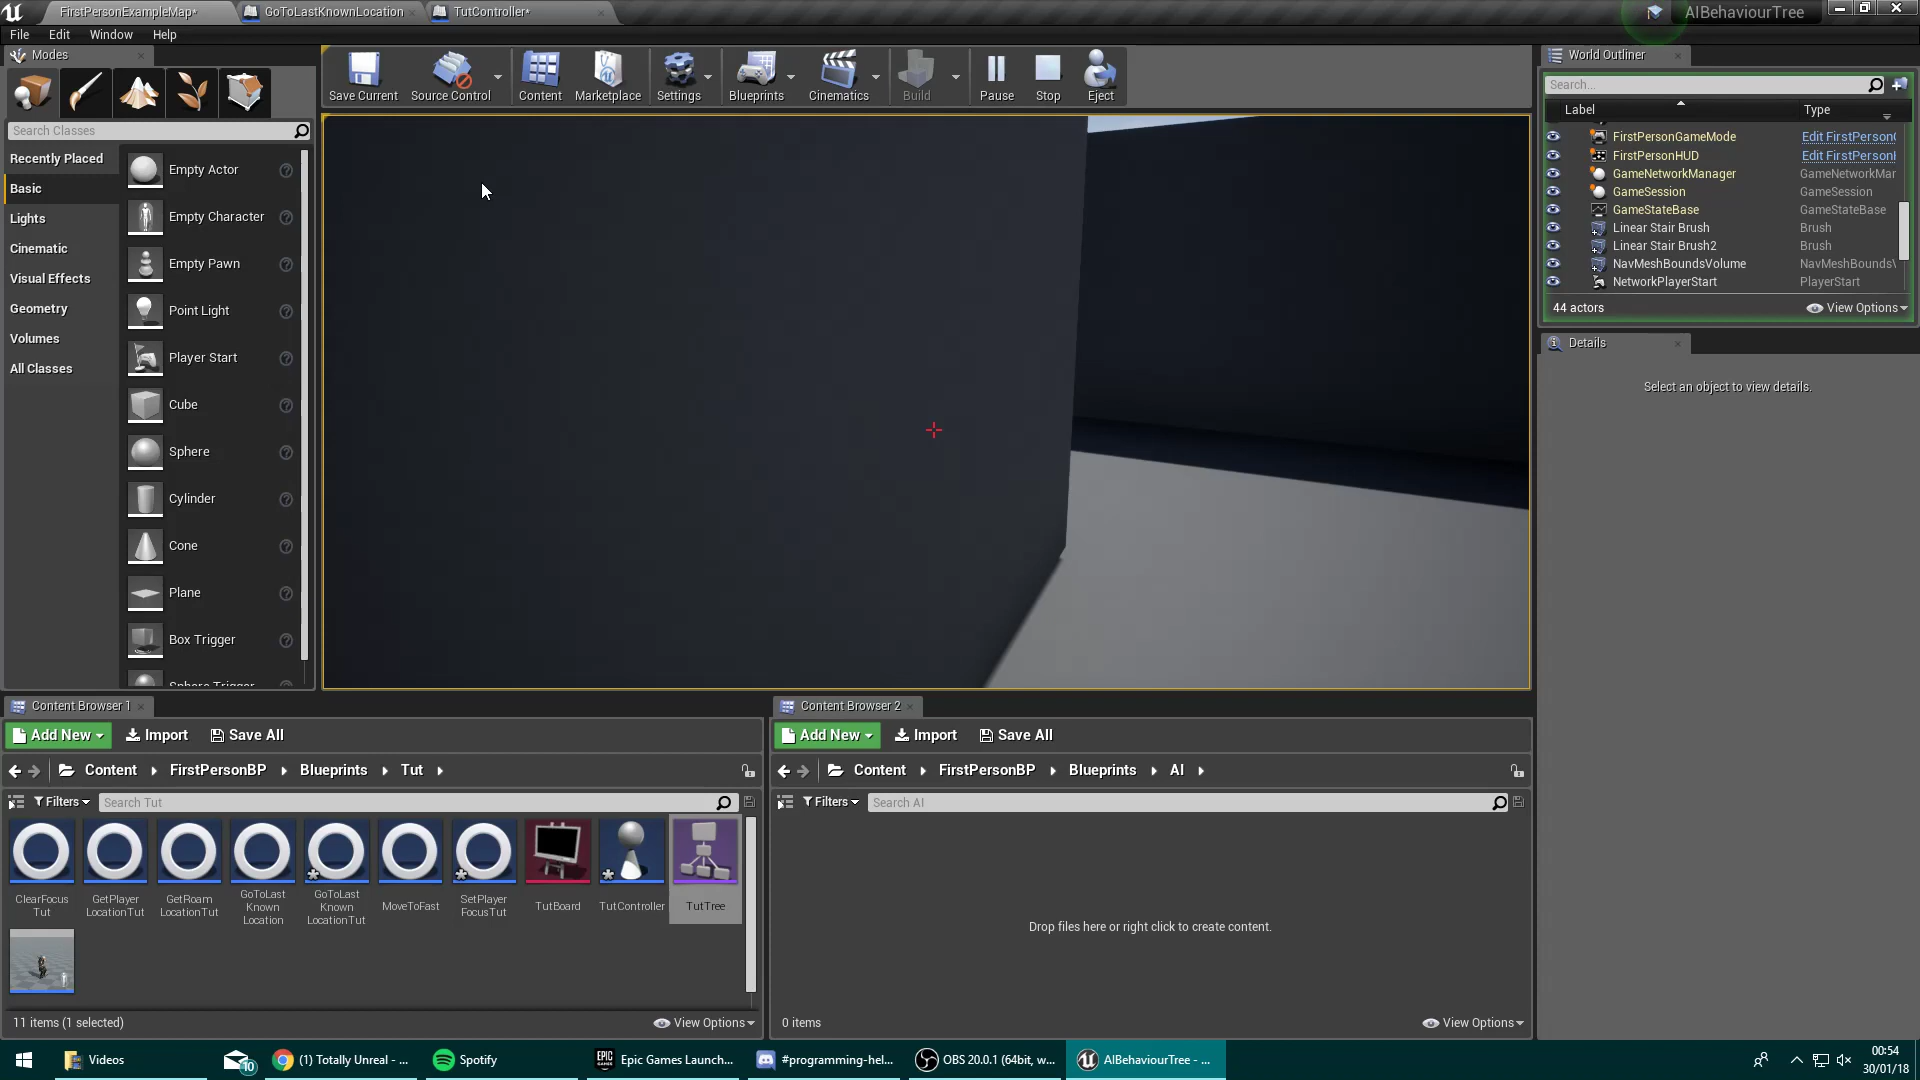 FirstPersonExampleMap*
GoToLastKnownLocation
TutController*
AIBehaviourTree
File
Edit
Window
Help
Modes
Search Classes
Recently Placed
Basic
Lights
Cinematic
Visual Effects
Geometry
Volumes
All Classes
Empty Actor
Empty Character
Empty Pawn
Point Light
Player Start
Cube
Sphere
Cylinder
Cone
Plane
Box Trigger
Sphere Trigger
Save Current
Source Control
Content
Marketplace
Settings
Blueprints
Cinematics
Build
Pause
Stop
Eject
World Outliner
Search...
Label
Type
FirstPersonGameMode
Edit FirstPerson
FirstPersonHUD
Edit FirstPerson
GameNetworkManager
GameNetworkMar
GameSession
GameSession
GameStateBase
GameStateBase
Linear Stair Brush
Brush
Linear Stair Brush2
Brush
NavMeshBoundsVolume
NavMeshBounds
NetworkPlayerStart
PlayerStart
44 actors
View Options
Details
Select an object to view details.
Content Browser 1
Add New
Import
Save All
Content
FirstPersonBP
Blueprints
Tut
Filters
Search Tut
ClearFocus
Tut
GetPlayer
LocationTut
GetRoam
LocationTut
GoToLast
Known
Location
GoToLast
Known
LocationTut
MoveToFast
SetPlayer
FocusTut
TutBoard
TutController
TutTree
11 items (1 selected)
View Options
Content Browser 2
Add New
Import
Save All
Content
FirstPersonBP
Blueprints
AI
Filters
Search AI
Drop files here or right click to create content.
0 items
View Options
Videos
10
(1) Totally Unreal - ...
Spotify
EPIC
GAMES
Epic Games Launch...
#programming-hel...
OBS 20.0.1 (64bit, w...
AIBehaviourTree - ...
00:54
30/01/18